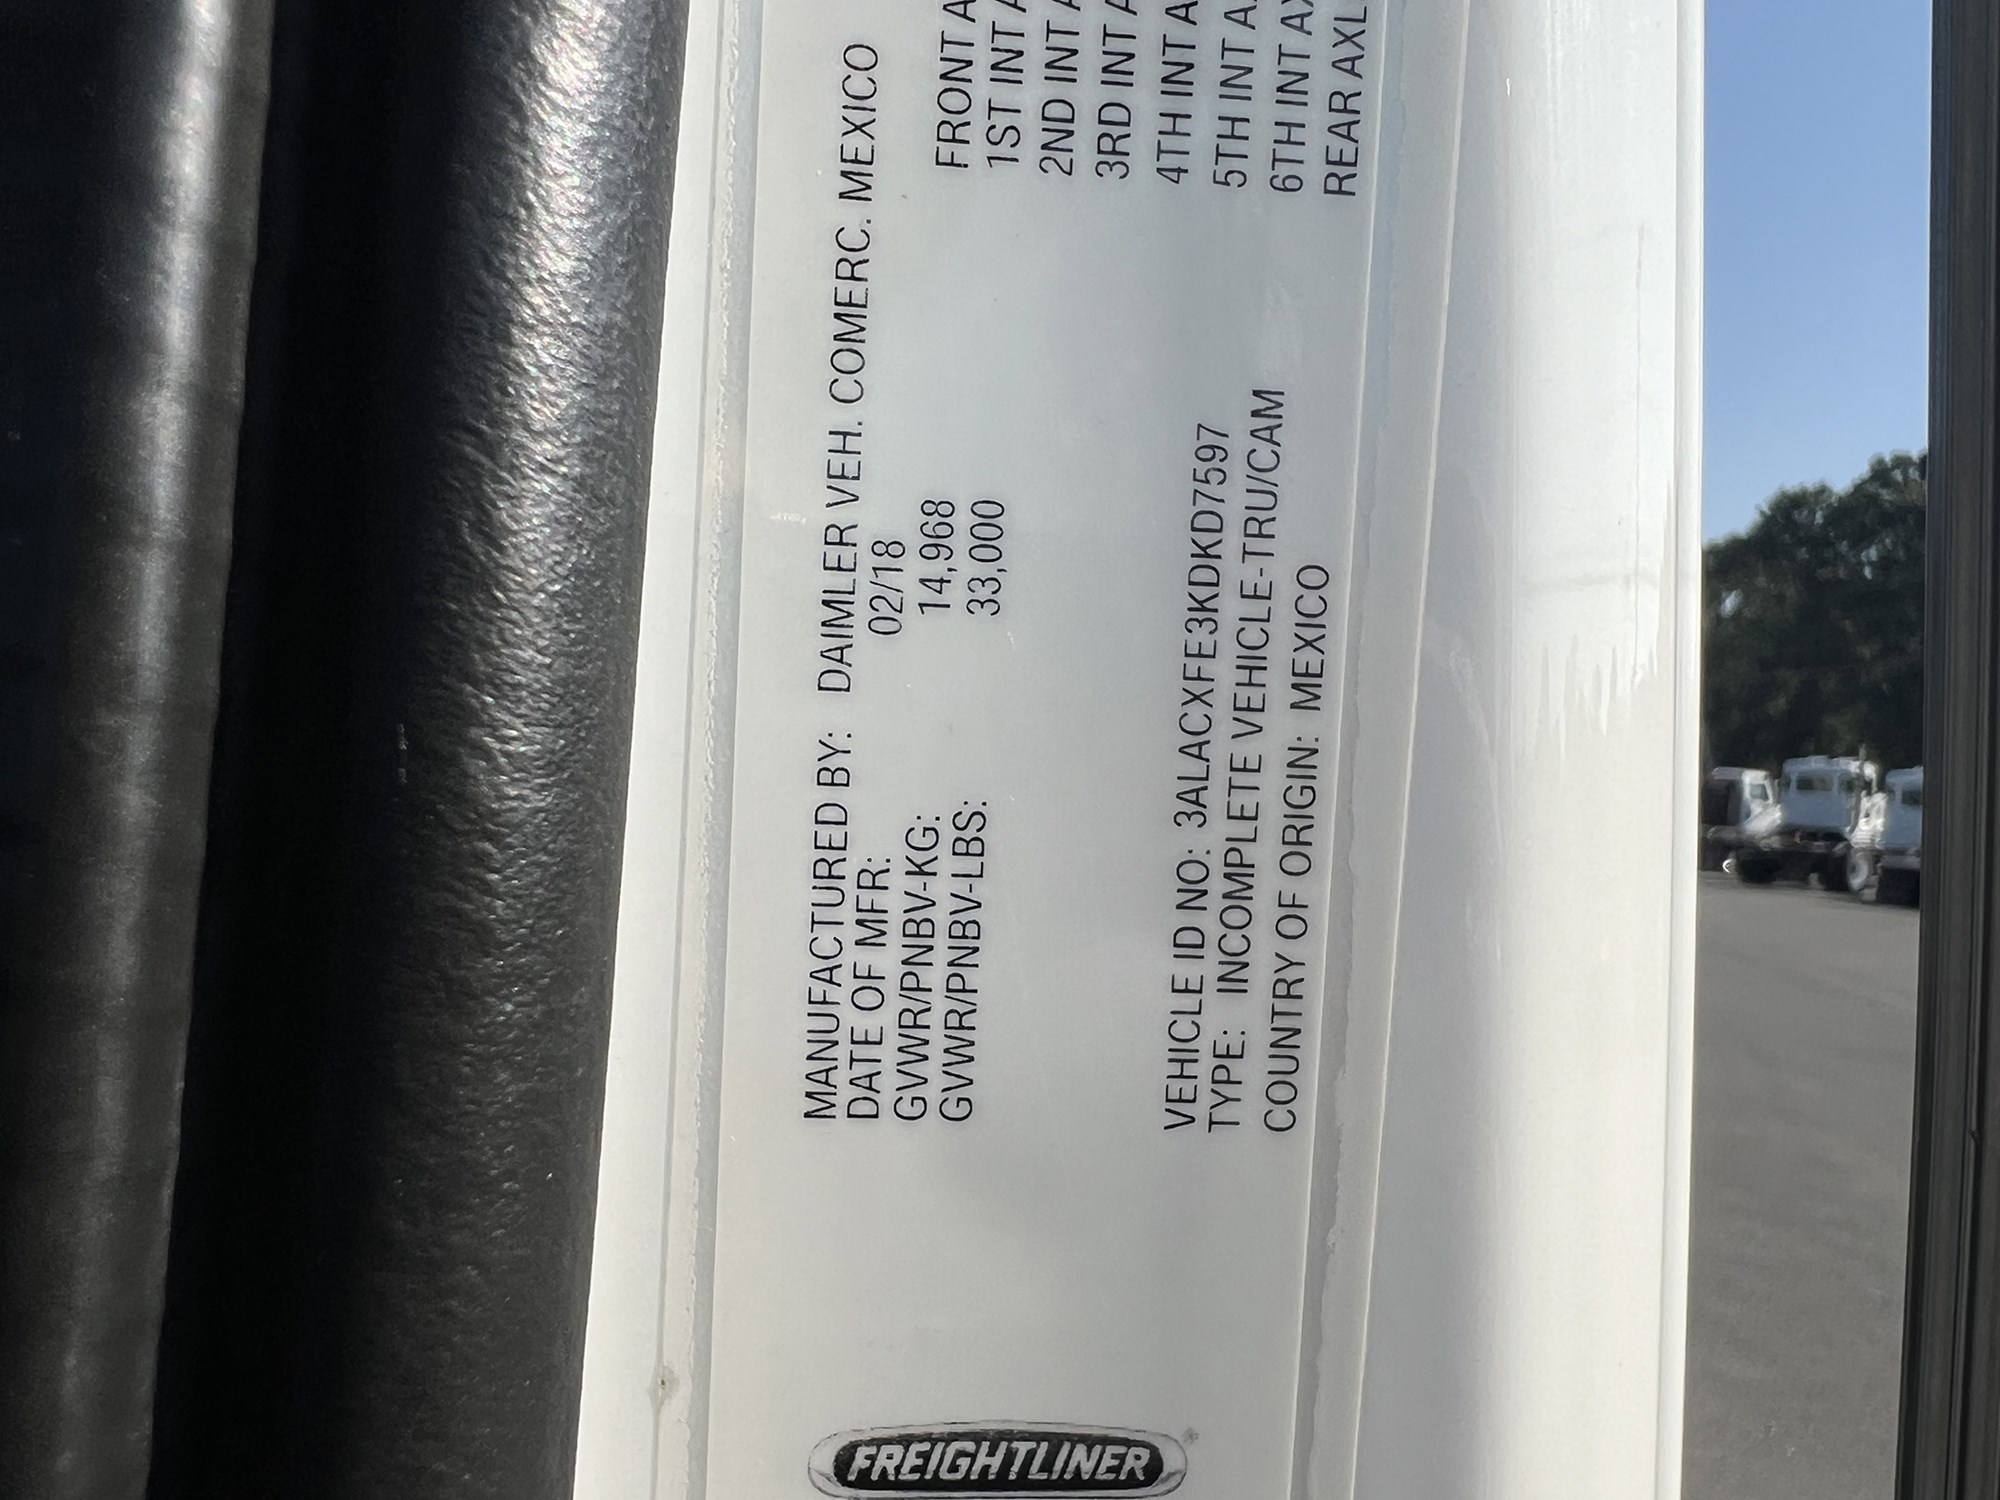 FREIGHTLINER
MANUFACTURED BY: DAIMLER VEH. COMERC. MEXICO
DATE OF MFR: 02/18
GVWR/PNBV-KG: 14,968
GVWR/PNBV-LBS: 33,000
VEHICLE ID NO: 3ALACXFE3KDKD7597
TYPE: INCOMPLETE VEHICLE-TRU/CAM
COUNTRY OF ORIGIN: MEXICO
FRONT A
1ST INT A
2ND INT A
3RD INT A
4TH INT A
5TH INT A
6TH INT AX
REAR AXL